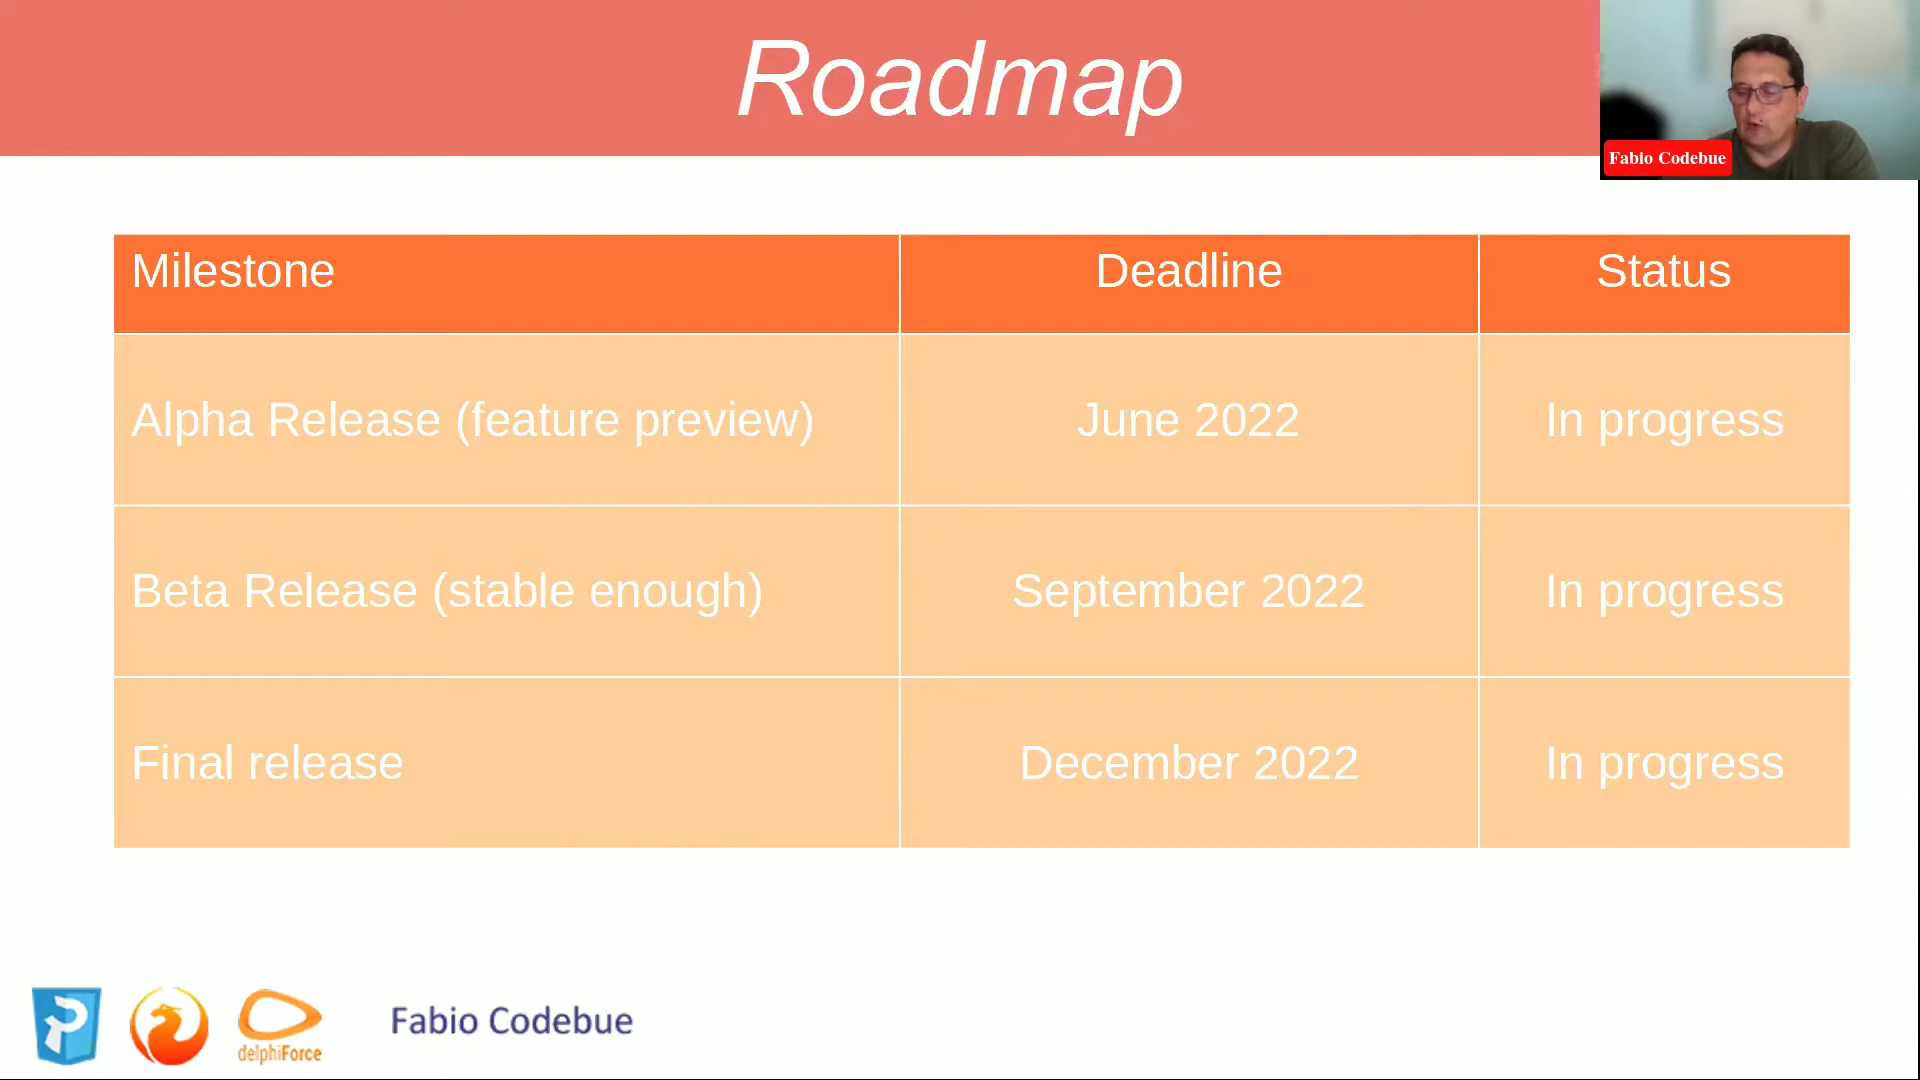 Roadmap
Fabio Codebue
Milestone Deadline Status
Alpha Release (feature preview) June 2022 In progress
Beta Release (stable enough) September 2022 In progress
Final release December 2022 In progress
delphiForce
Fabio Codebue